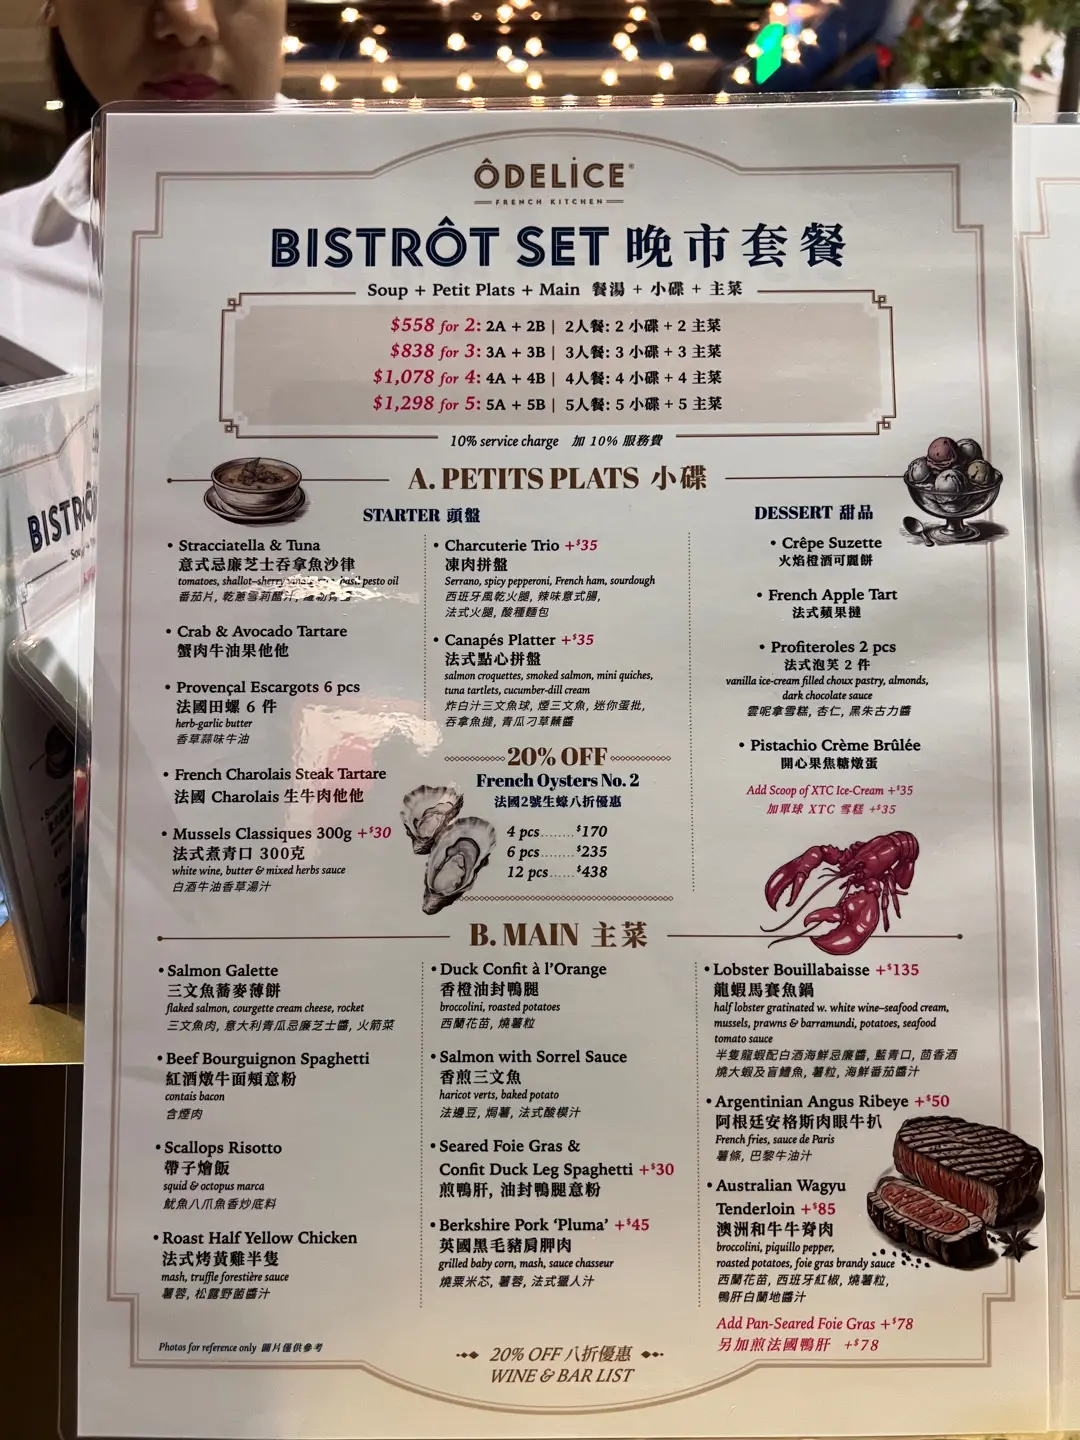 ÔDELİCE®
FRENCH KITCHEN
BISTRÔT SET 晚市套餐
Soup + Petit Plats + Main 餐湯 + 小碟 + 主菜
$558 for 2: 2A + 2B | 2人餐: 2 小碟 + 2 主菜
$838 for 3: 3A + 3B | 3人餐: 3 小碟 + 3 主菜
$1,078 for 4: 4A + 4B | 4人餐: 4 小碟 + 4 主菜
$1,298 for 5: 5A + 5B | 5人餐: 5 小碟 + 5 主菜
10% service charge 加 10% 服務費
A. PETITS PLATS 小碟
STARTER 頭盤
• Stracciatella & Tuna
意式忌廉芝士吞拿魚沙律
tomatoes, shallot-sherry basil pesto oil
番茄片, 乾蔥雪莉醋汁,
• Crab & Avocado Tartare
蟹肉牛油果他他
• Provençal Escargots 6 pcs
法國田螺 6 件
herb-garlic butter
香草蒜味牛油
• French Charolais Steak Tartare
法國 Charolais 生牛肉他他
• Mussels Classiques 300g +$30
法式煮青口 300克
white wine, butter & mixed herbs sauce
白酒牛油香草湯汁
• Charcuterie Trio +$35
凍肉拼盤
Serrano, spicy pepperoni, French ham, sourdough
西班牙風乾火腿, 辣味意式腸,
法式火腿, 酸種麵包
• Canapés Platter +$35
法式點心拼盤
salmon croquettes, smoked salmon, mini quiches,
tuna tartlets, cucumber-dill cream
炸白汁三文魚球, 煙三文魚, 迷你蛋批,
吞拿魚撻, 青瓜刁草蘸醬
20% OFF
French Oysters No. 2
法國2號生蠔八折優惠
4 pcs........$170
6 pcs........$235
12 pcs......$438
DESSERT 甜品
• Crêpe Suzette
火焰橙酒可麗餅
• French Apple Tart
法式蘋果撻
• Profiteroles 2 pcs
法式泡芙 2 件
vanilla ice-cream filled choux pastry, almonds,
dark chocolate sauce
雲呢拿雪糕, 杏仁, 黑朱古力醬
• Pistachio Crème Brûlée
開心果焦糖燉蛋
Add Scoop of XTC Ice-Cream +$35
加單球 XTC 雪糕 +$35
B. MAIN 主菜
• Salmon Galette
三文魚蕎麥薄餅
flaked salmon, courgette cream cheese, rocket
三文魚肉, 意大利青瓜忌廉芝士醬, 火箭菜
• Beef Bourguignon Spaghetti
紅酒燉牛面頰意粉
contais bacon
含煙肉
• Scallops Risotto
帶子燴飯
squid & octopus marca
魷魚八爪魚香炒底料
• Roast Half Yellow Chicken
法式烤黃雞半隻
mash, truffle forestière sauce
薯蓉, 松露野菌醬汁
• Duck Confit à l'Orange
香橙油封鴨腿
broccolini, roasted potatoes
西蘭花苗, 燒薯粒
• Salmon with Sorrel Sauce
香煎三文魚
haricot verts, baked potato
法邊豆, 焗薯, 法式酸模汁
• Seared Foie Gras &
Confit Duck Leg Spaghetti +$30
煎鴨肝, 油封鴨腿意粉
• Berkshire Pork 'Pluma' +$45
英國黑毛豬肩胛肉
grilled baby corn, mash, sauce chasseur
燒粟米芯, 薯蓉, 法式獵人汁
• Lobster Bouillabaisse +$135
龍蝦馬賽魚鍋
half lobster gratinated w. white wine–seafood cream,
mussels, prawns & barramundi, potatoes, seafood
tomato sauce
半隻龍蝦配白酒海鮮忌廉醬, 藍青口, 茴香酒
燒大蝦及盲鰽魚, 薯粒, 海鮮番茄醬汁
• Argentinian Angus Ribeye +$50
阿根廷安格斯肉眼牛扒
French fries, sauce de Paris
薯條, 巴黎牛油汁
• Australian Wagyu
Tenderloin +$85
澳洲和牛牛脊肉
broccolini, piquillo pepper,
roasted potatoes, foie gras brandy sauce
西蘭花苗, 西班牙紅椒, 燒薯粒,
鴨肝白蘭地醬汁
Add Pan-Seared Foie Gras +$78
另加煎法國鴨肝 +$78
Photos for reference only 圖片僅供參考
20% OFF 八折優惠
WINE & BAR LIST
BISTRÔ